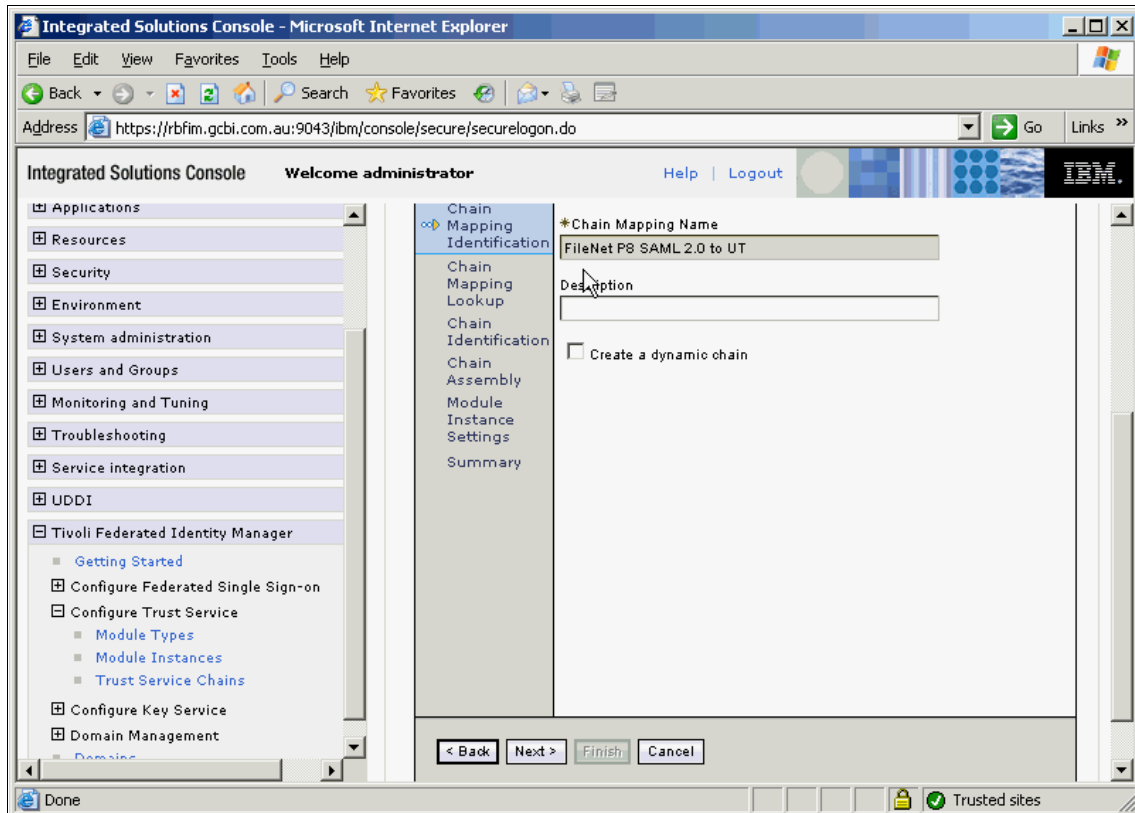 Integrated Solutions Console - Microsoft Internet Explorer
File Edit View Favorites Tools Help
Back Search Favorites
Address https://rbfim.gcbi.com.au:9043/ibm/console/secure/securelogon.do Go Links »
Integrated Solutions Console Welcome administrator Help | Logout IBM.
Applications
Resources
Security
Environment
System administration
Users and Groups
Monitoring and Tuning
Troubleshooting
Service integration
UDDI
Tivoli Federated Identity Manager
Getting Started
Configure Federated Single Sign-on
Configure Trust Service
Module Types
Module Instances
Trust Service Chains
Configure Key Service
Domain Management
Domains
Chain
Mapping
Identification
Chain
Mapping
Lookup
Chain
Identification
Chain
Assembly
Module
Instance
Settings
Summary
*Chain Mapping Name
FileNet P8 SAML 2.0 to UT
Description
Create a dynamic chain
< Back Next > Finish Cancel
Done Trusted sites